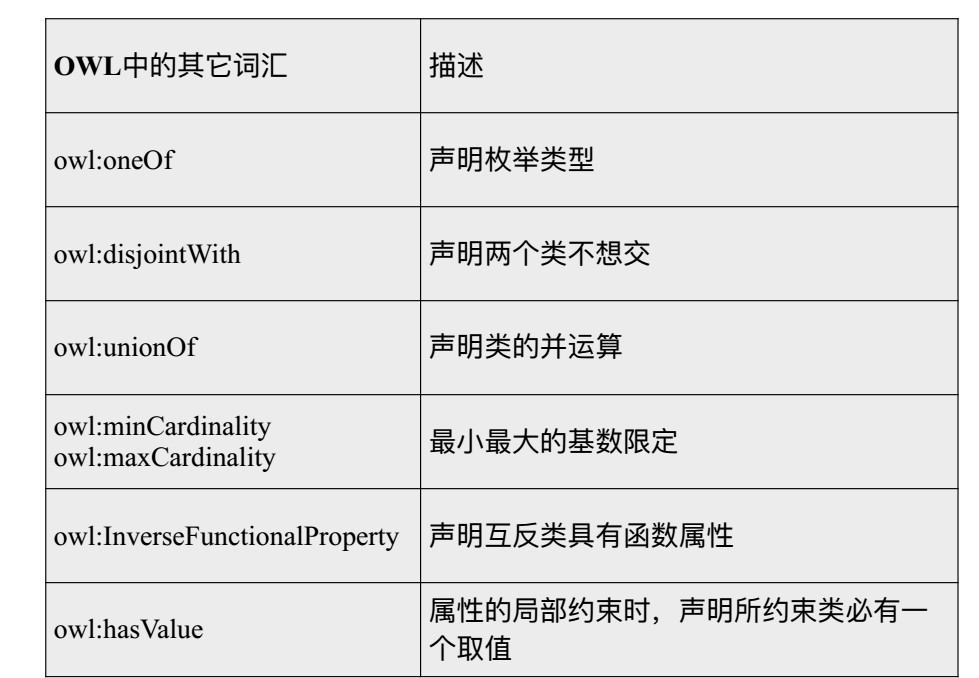 OWL中的其它词汇
描述
owl:oneOf
声明枚举类型
owl:disjointWith
声明两个类不想交
owl:unionOf
声明类的并运算
owl:minCardinality
owl:maxCardinality
最小最大的基数限定
owl:InverseFunctionalProperty
声明互反类具有函数属性
owl:hasValue
属性的局部约束时，声明所约束类必有一
个取值